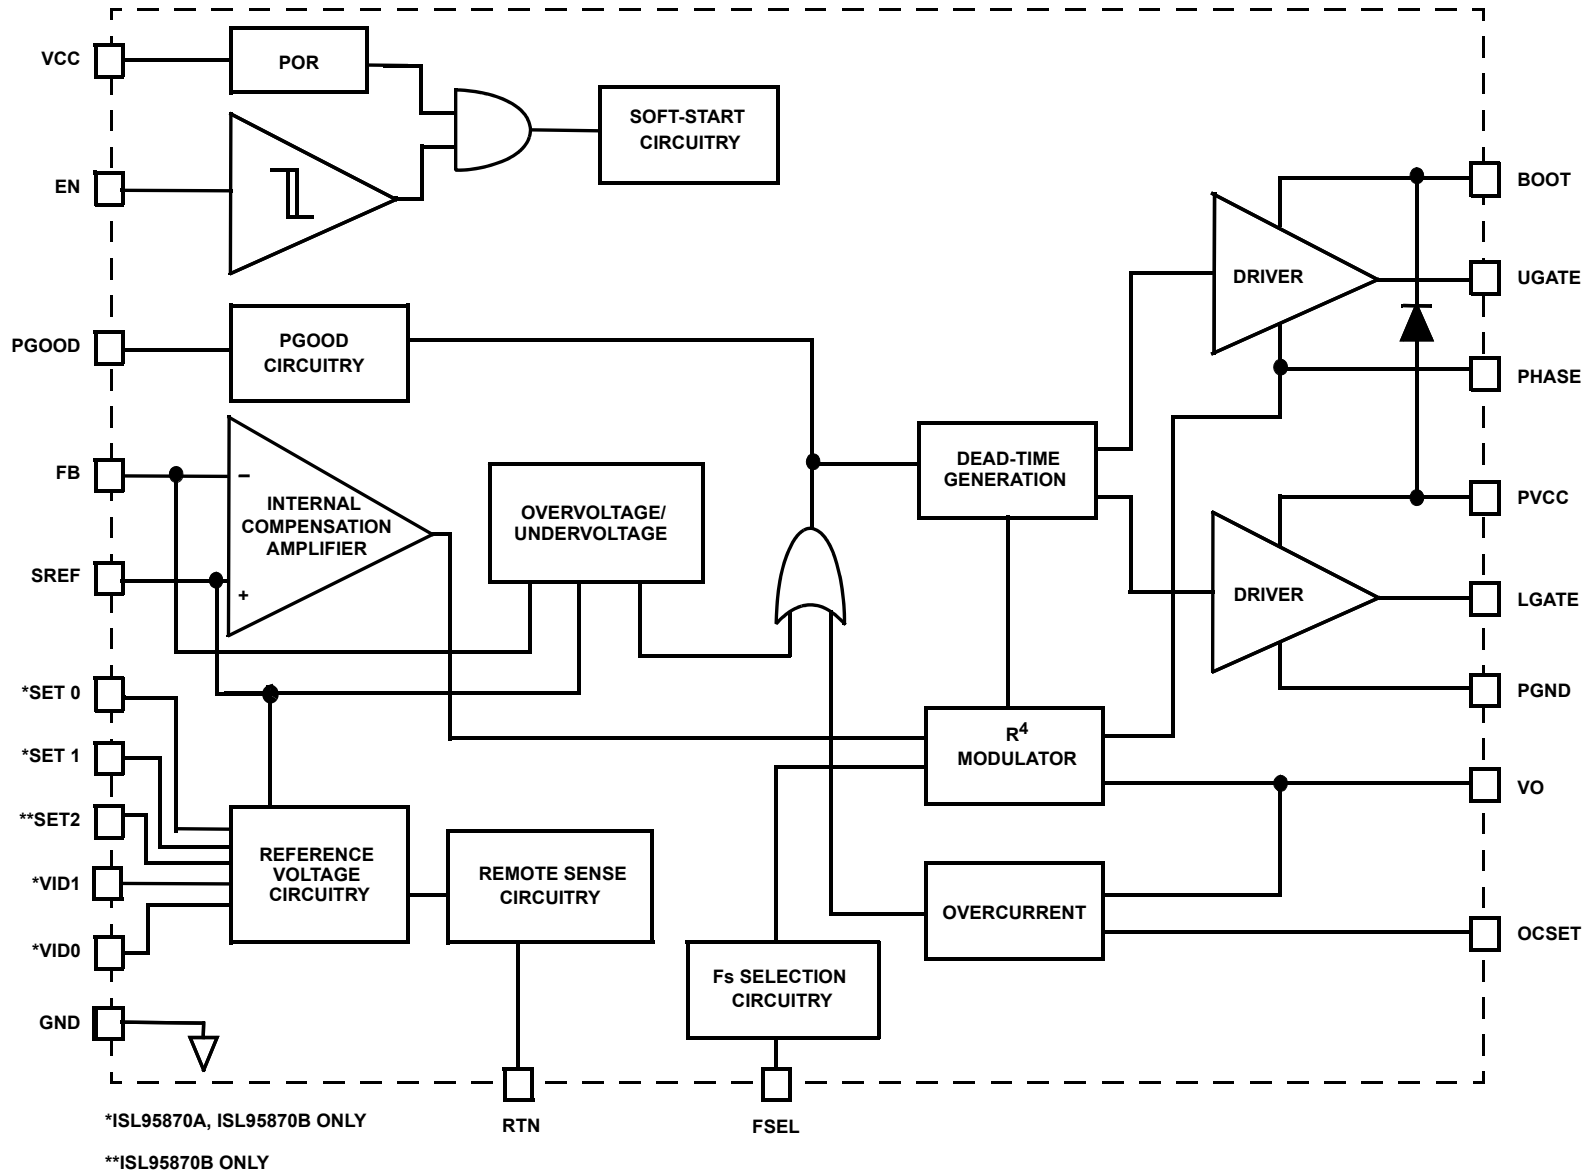 VCC
POR
SOFT-START
CIRCUITRY
EN
BOOT
DRIVER
UGATE
PGOOD
PGOOD
CIRCUITRY
PHASE
FB
−
INTERNAL
COMPENSATION
AMPLIFIER
+
OVERVOLTAGE/
UNDERVOLTAGE
DEAD-TIME
GENERATION
PVCC
SREF
DRIVER
LGATE
*SET 0
PGND
*SET 1
R4
MODULATOR
VO
**SET2
REFERENCE
VOLTAGE
CIRCUITRY
REMOTE SENSE
CIRCUITRY
*VID1
OVERCURRENT
OCSET
*VID0
Fs SELECTION
CIRCUITRY
GND
*ISL95870A, ISL95870B ONLY
RTN
FSEL
**ISL95870B ONLY